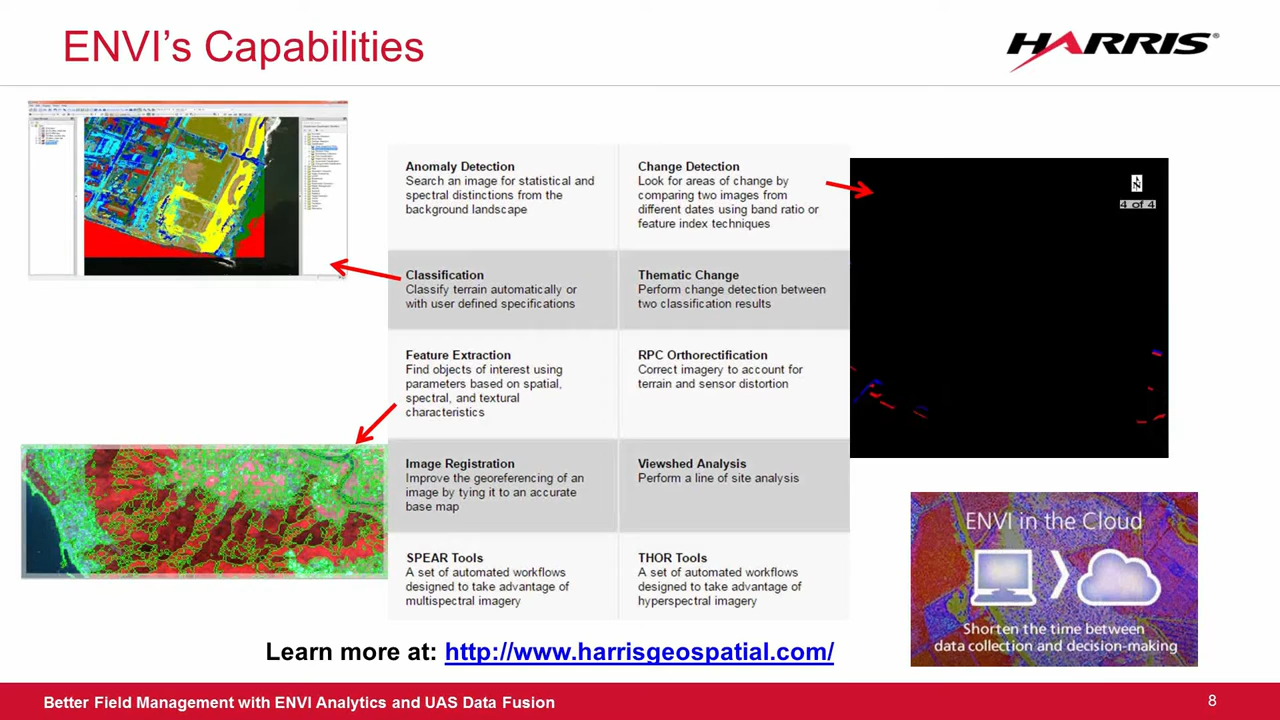 ENVI’s Capabilities
HARRIS®
Anomaly Detection
Search an image for statistical and
spectral distinctions from the
background landscape
Change Detection
Look for areas of change by
comparing two images from
different dates using band ratio or
feature index techniques
Classification
Classify terrain automatically or
with user defined specifications
Thematic Change
Perform change detection between
two classification results
Feature Extraction
Find objects of interest using
parameters based on spatial,
spectral, and textural
characteristics
RPC Orthorectification
Correct imagery to account for
terrain and sensor distortion
Image Registration
Improve the georeferencing of an
image by tying it to an accurate
base map
Viewshed Analysis
Perform a line of site analysis
SPEAR Tools
A set of automated workflows
designed to take advantage of
multispectral imagery
THOR Tools
A set of automated workflows
designed to take advantage of
hyperspectral imagery
N
4 of 4
ENVI in the Cloud
Shorten the time between
data collection and decision-making
Learn more at: http://www.harrisgeospatial.com/
Better Field Management with ENVI Analytics and UAS Data Fusion
8